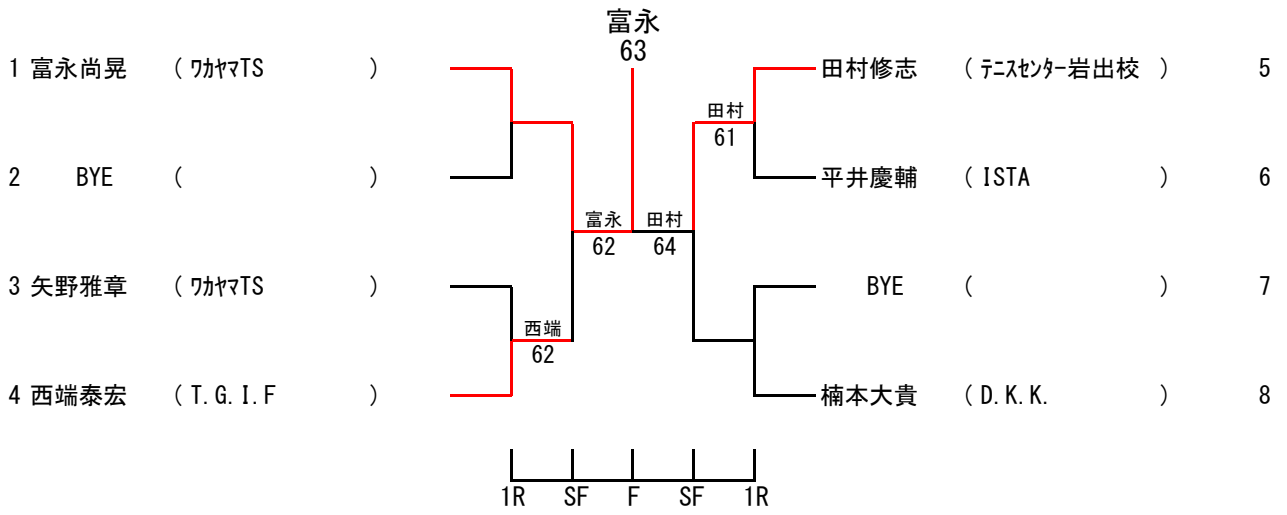 富永
63
1 富永尚晃 ( ﾜｶﾔﾏTS )
田村修志 ( ﾃﾆｽｾﾝﾀｰ岩出校 ) 5
田村
61
2 BYE ( )
平井慶輔 ( ISTA ) 6
富永 田村
62 64
3 矢野雅章 ( ﾜｶﾔﾏTS )
BYE ( ) 7
西端
62
4 西端泰宏 ( T.G.I.F )
楠本大貴 ( D.K.K. ) 8
1R SF F SF 1R